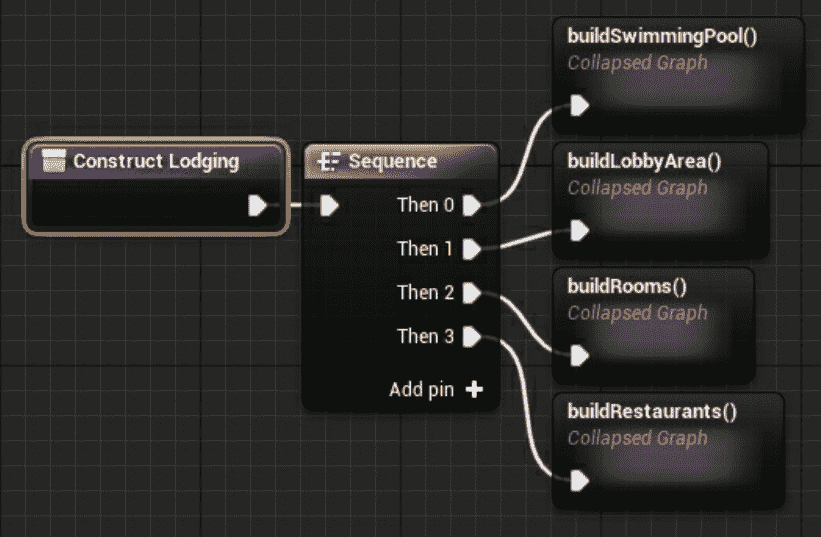 Construct Lodging
Sequence
Then 0
Then 1
Then 2
Then 3
Add pin
buildSwimmingPool()
Collapsed Graph
buildLobbyArea()
Collapsed Graph
buildRooms()
Collapsed Graph
buildRestaurants()
Collapsed Graph